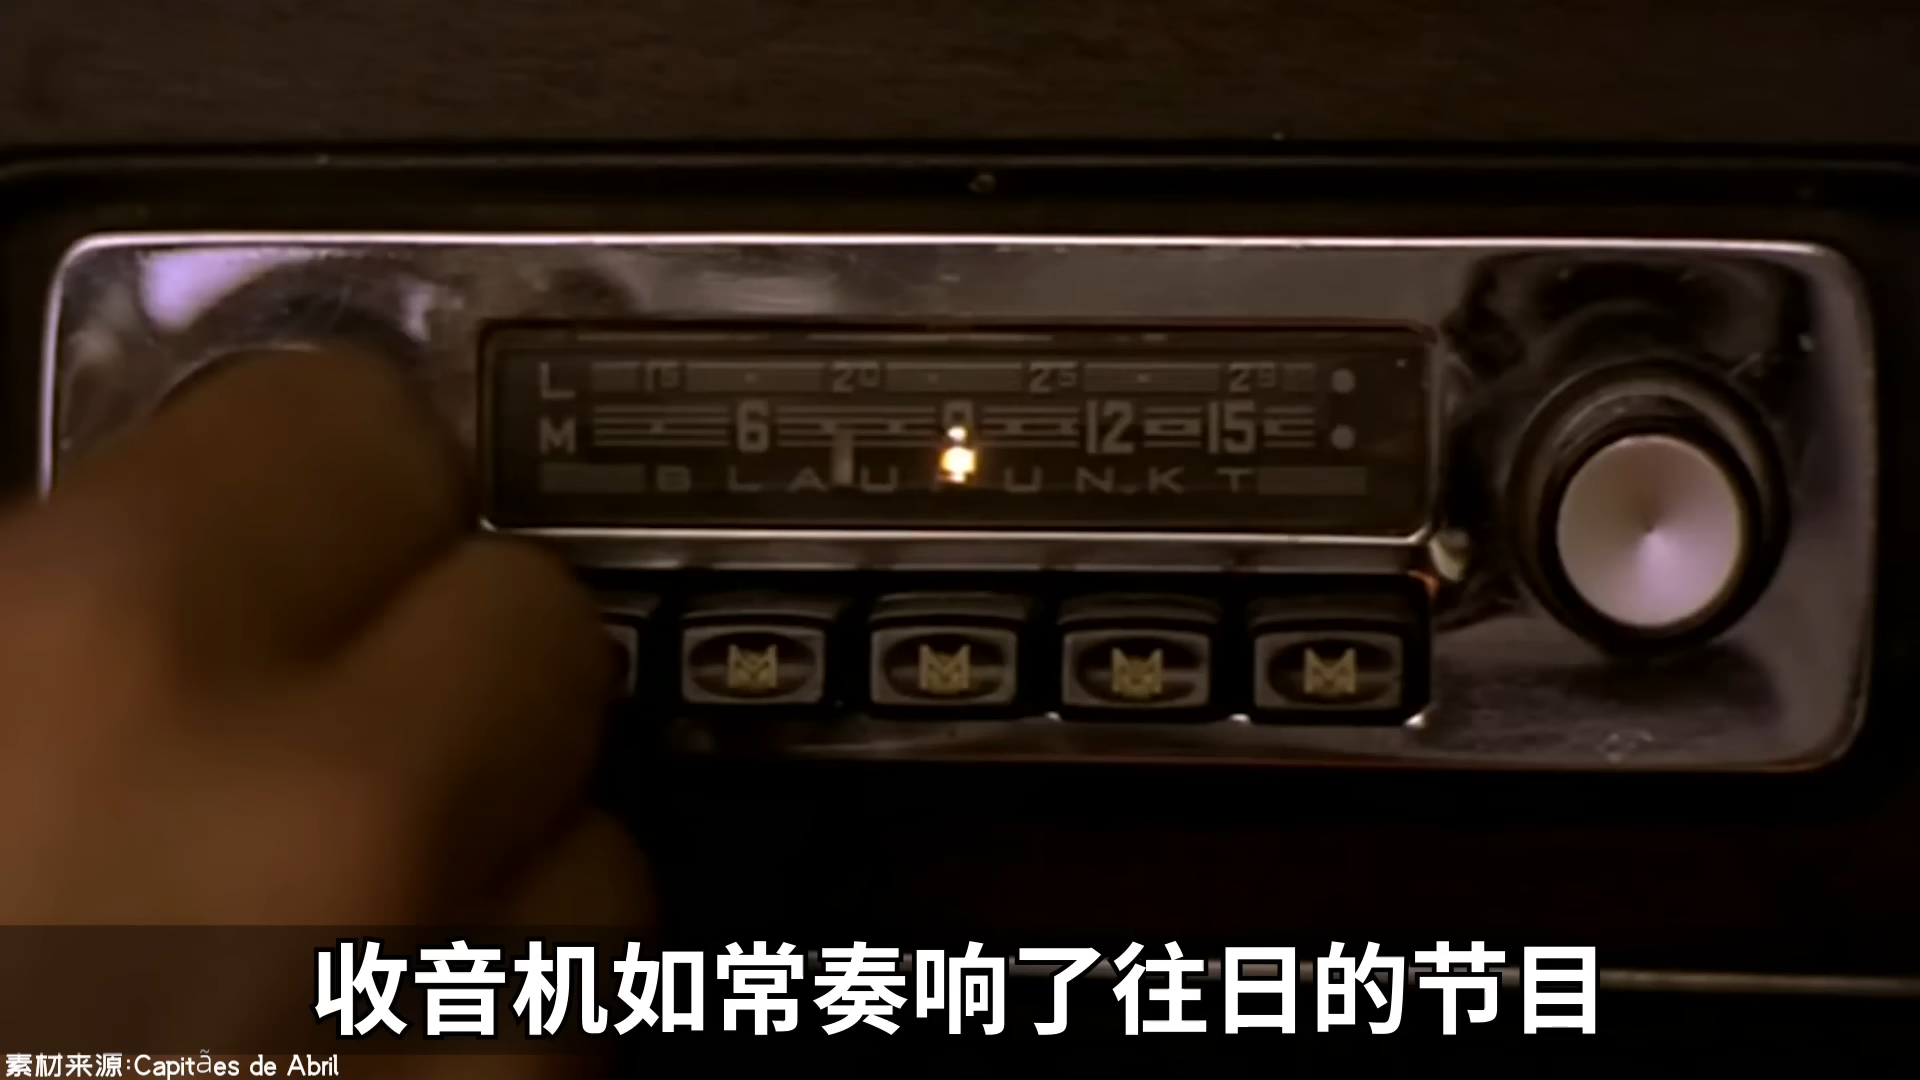 L 15 20 25 29
M 6 8 12 15
BLAUPUNKT
M M M M
收音机如常奏响了往日的节目
素材来源:Capitães de Abril